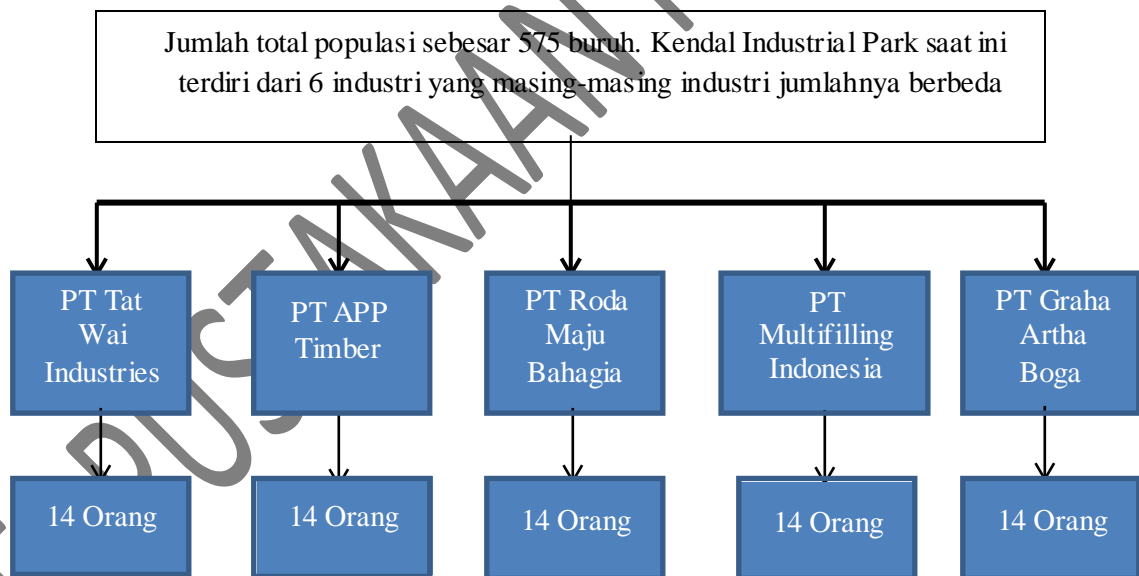 Jumlah total populasi sebesar 575 buruh. Kendal Industrial Park saat ini
terdiri dari 6 industri yang masing-masing industri jumlahnya berbeda
PT Tat
Wai
Industries
PT APP
Timber
PT Roda
Maju
Bahagia
PT
Multifilling
Indonesia
PT Graha
Artha
Boga
14 Orang
14 Orang
14 Orang
14 Orang
14 Orang